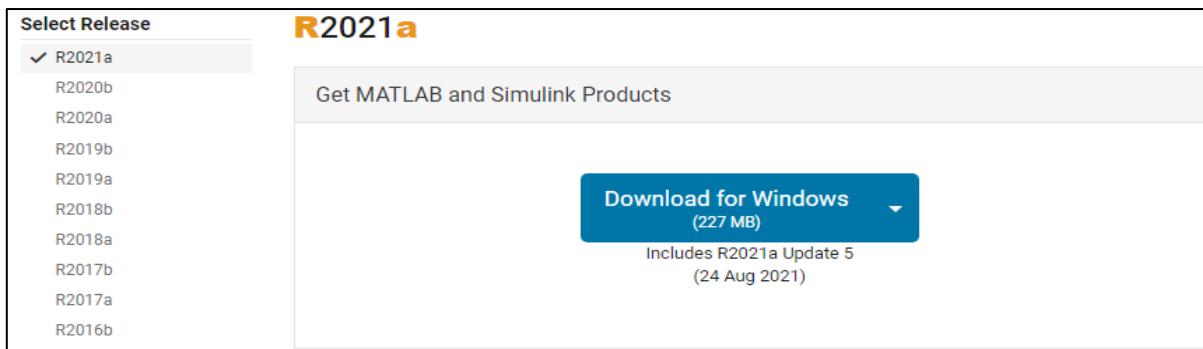 Select Release
✓ R2021a
R2020b
R2020a
R2019b
R2019a
R2018b
R2018a
R2017b
R2017a
R2016b
R2021a
Get MATLAB and Simulink Products
Download for Windows
(227 MB)
Includes R2021a Update 5
(24 Aug 2021)